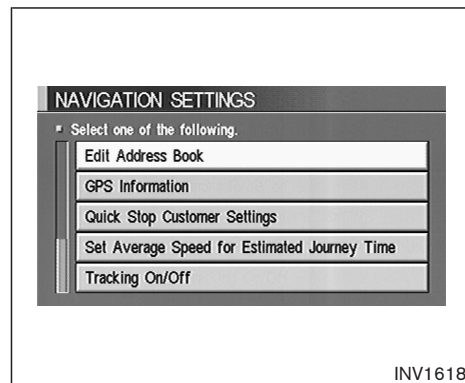 NAVIGATION SETTINGS
Select one of the following.
Edit Address Book
GPS Information
Quick Stop Customer Settings
Set Average Speed for Estimated Journey Time
Tracking On/Off
INV1618